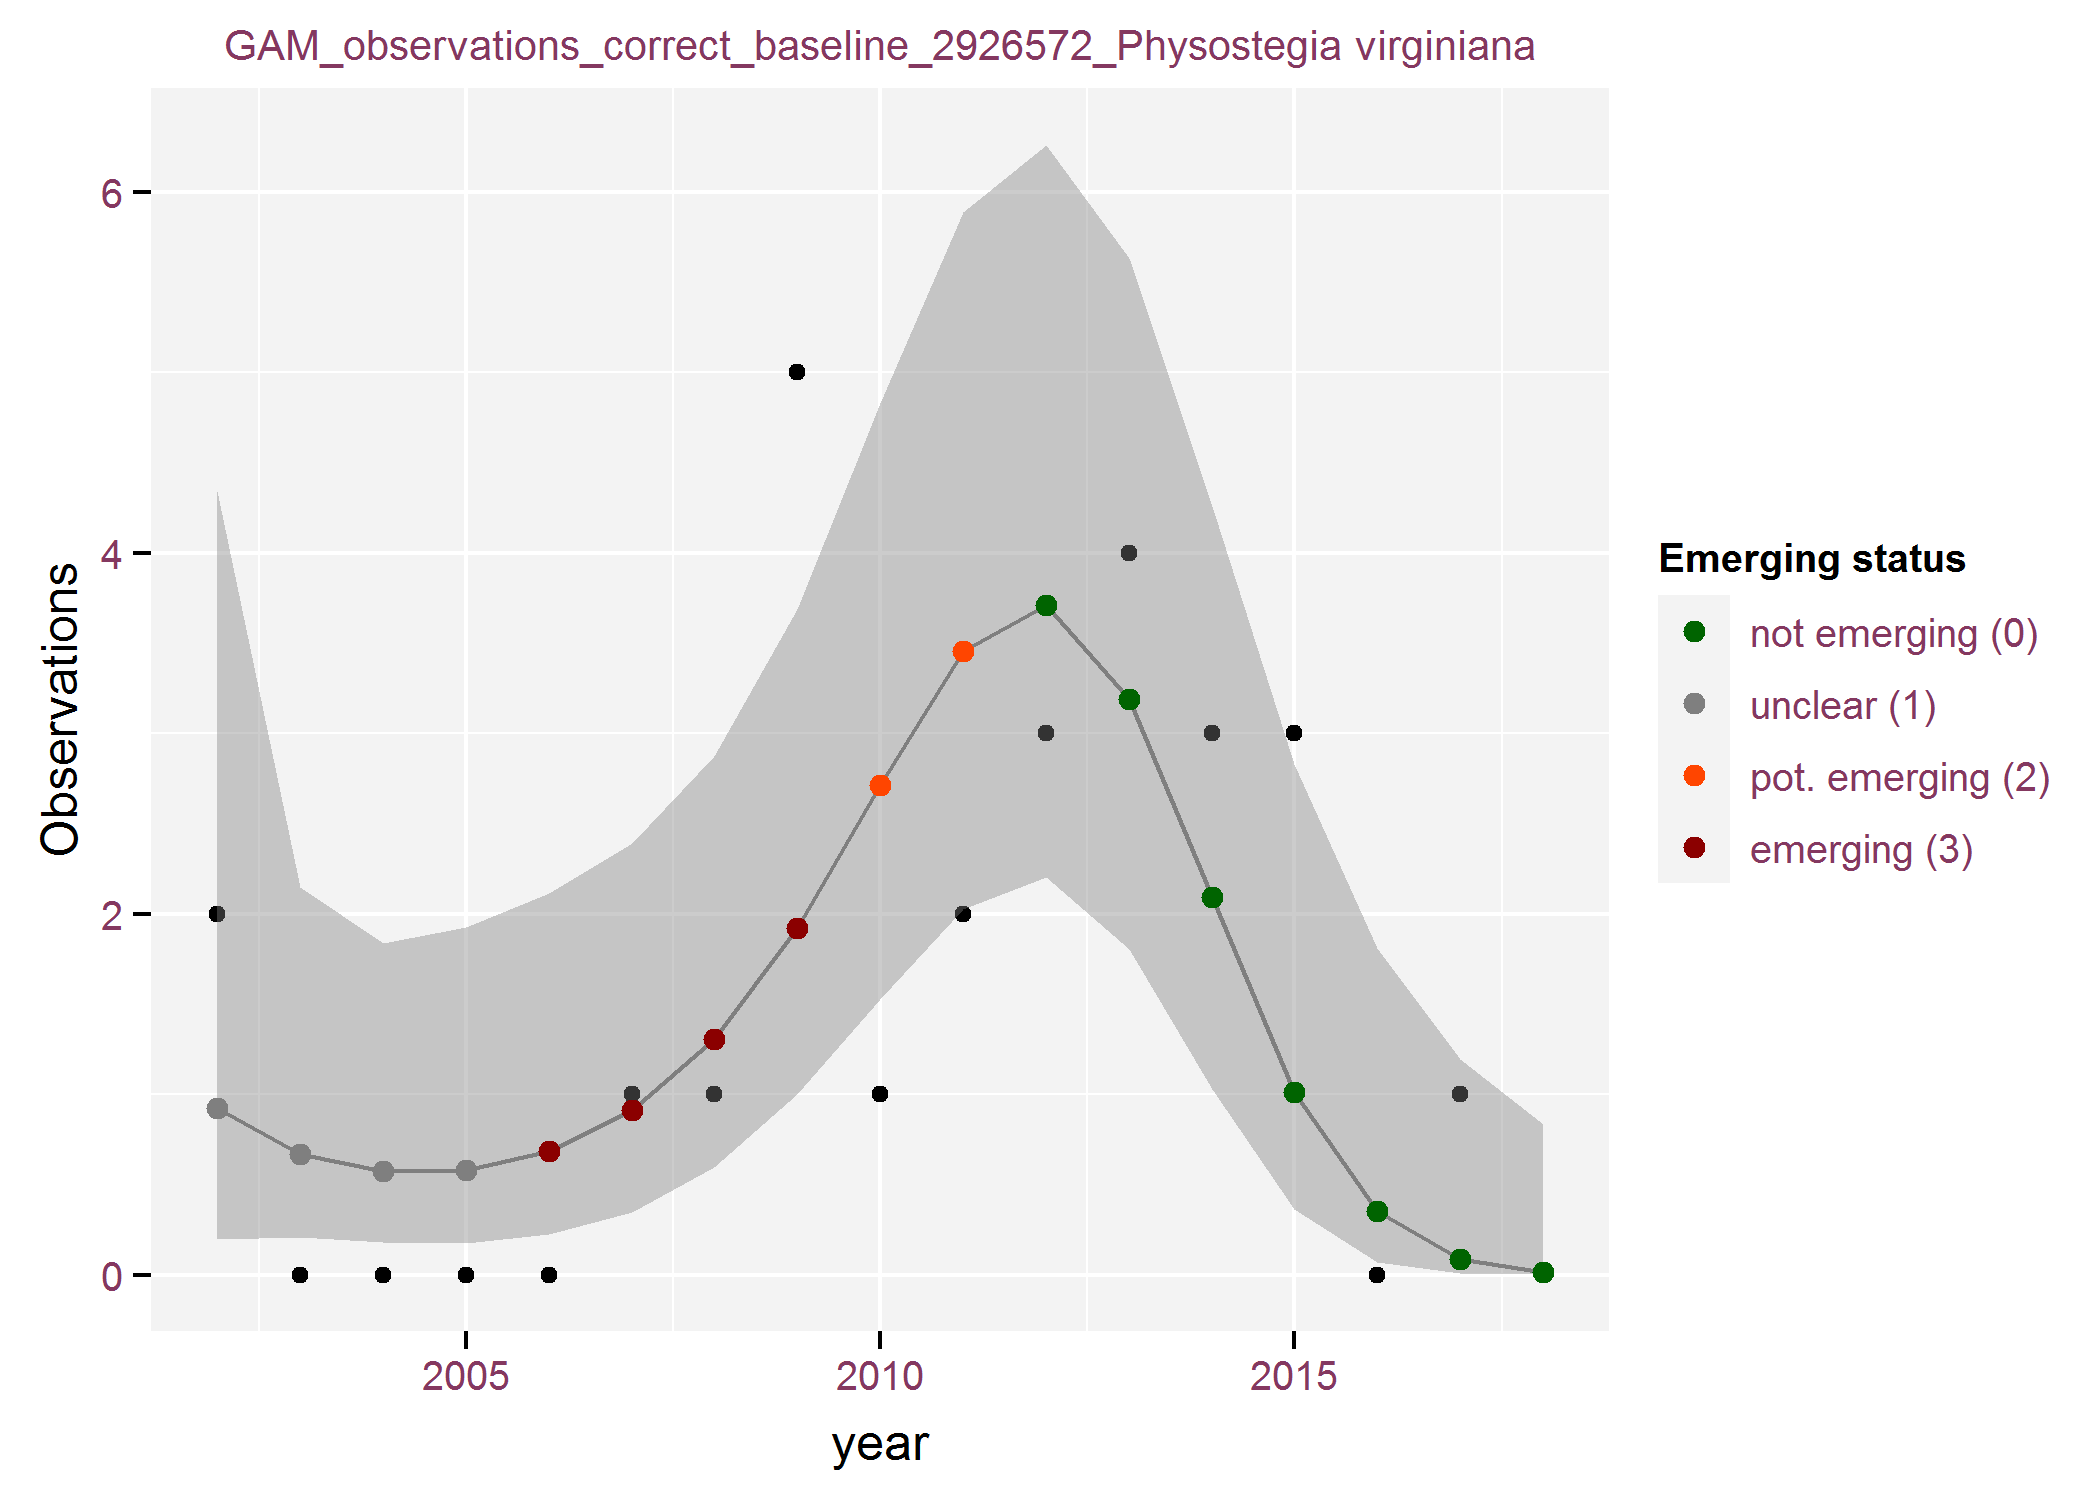 GAM_observations_correct_baseline_2926572_Physostegia virginiana
6
4
2
0
Observations
2005
2010
2015
year
Emerging status
not emerging (0)
unclear (1)
pot. emerging (2)
emerging (3)